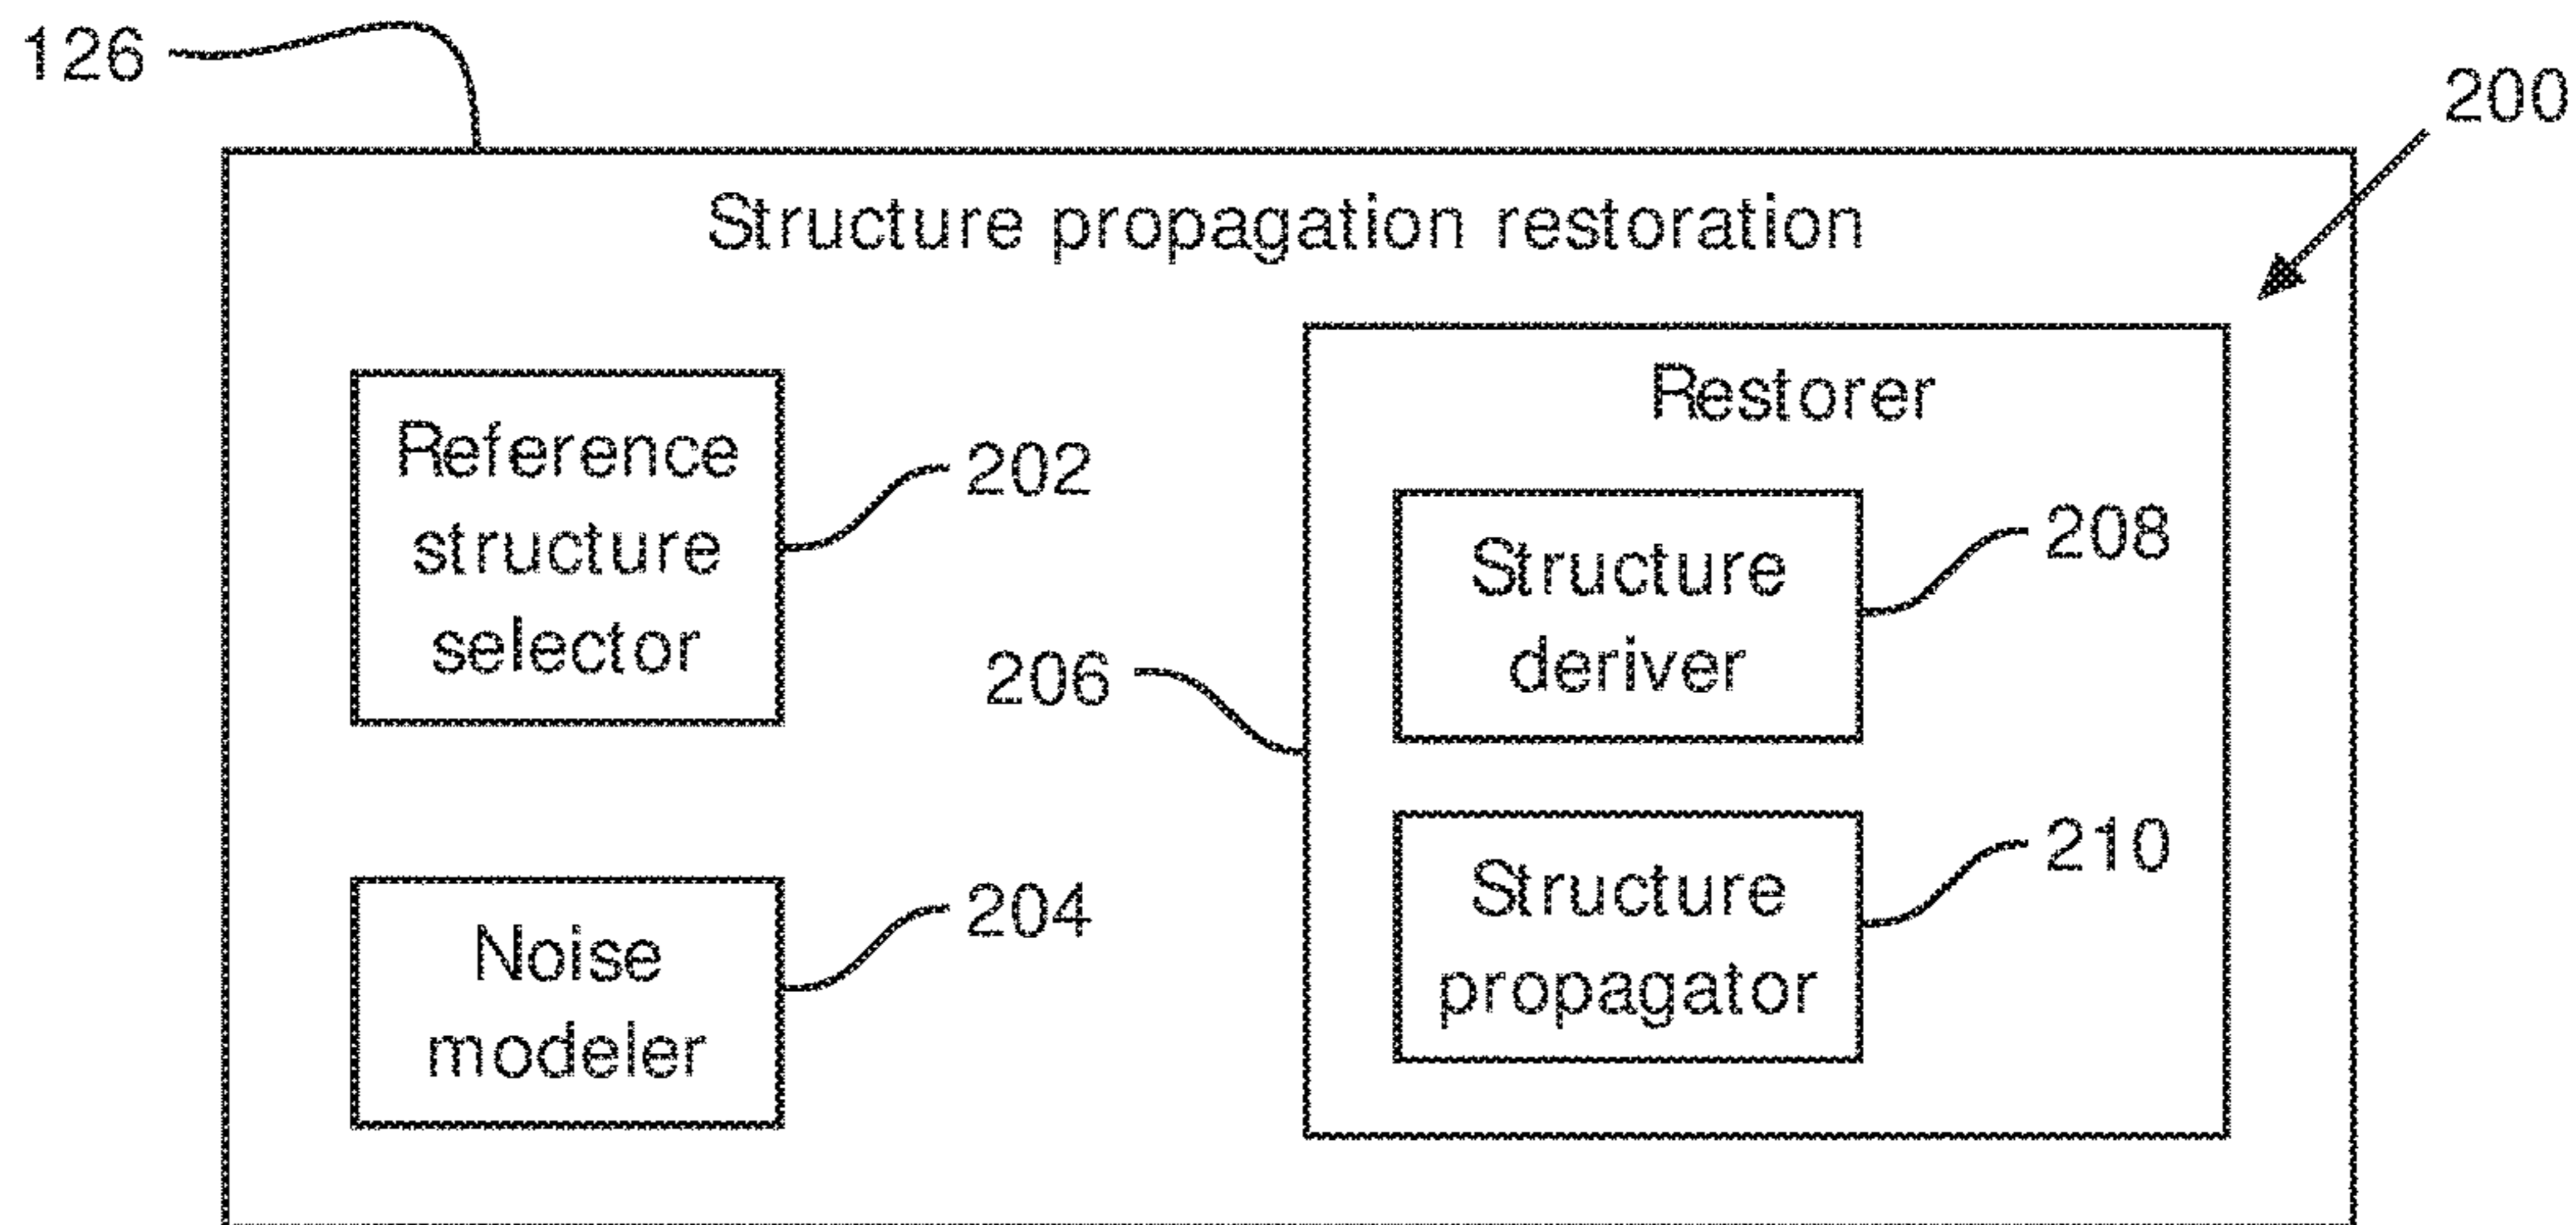 126
200
Structure propagation restoration
Reference
structure
selector
202
Noise
modeler
204
Restorer
206
Structure
deriver
208
Structure
propagator
210